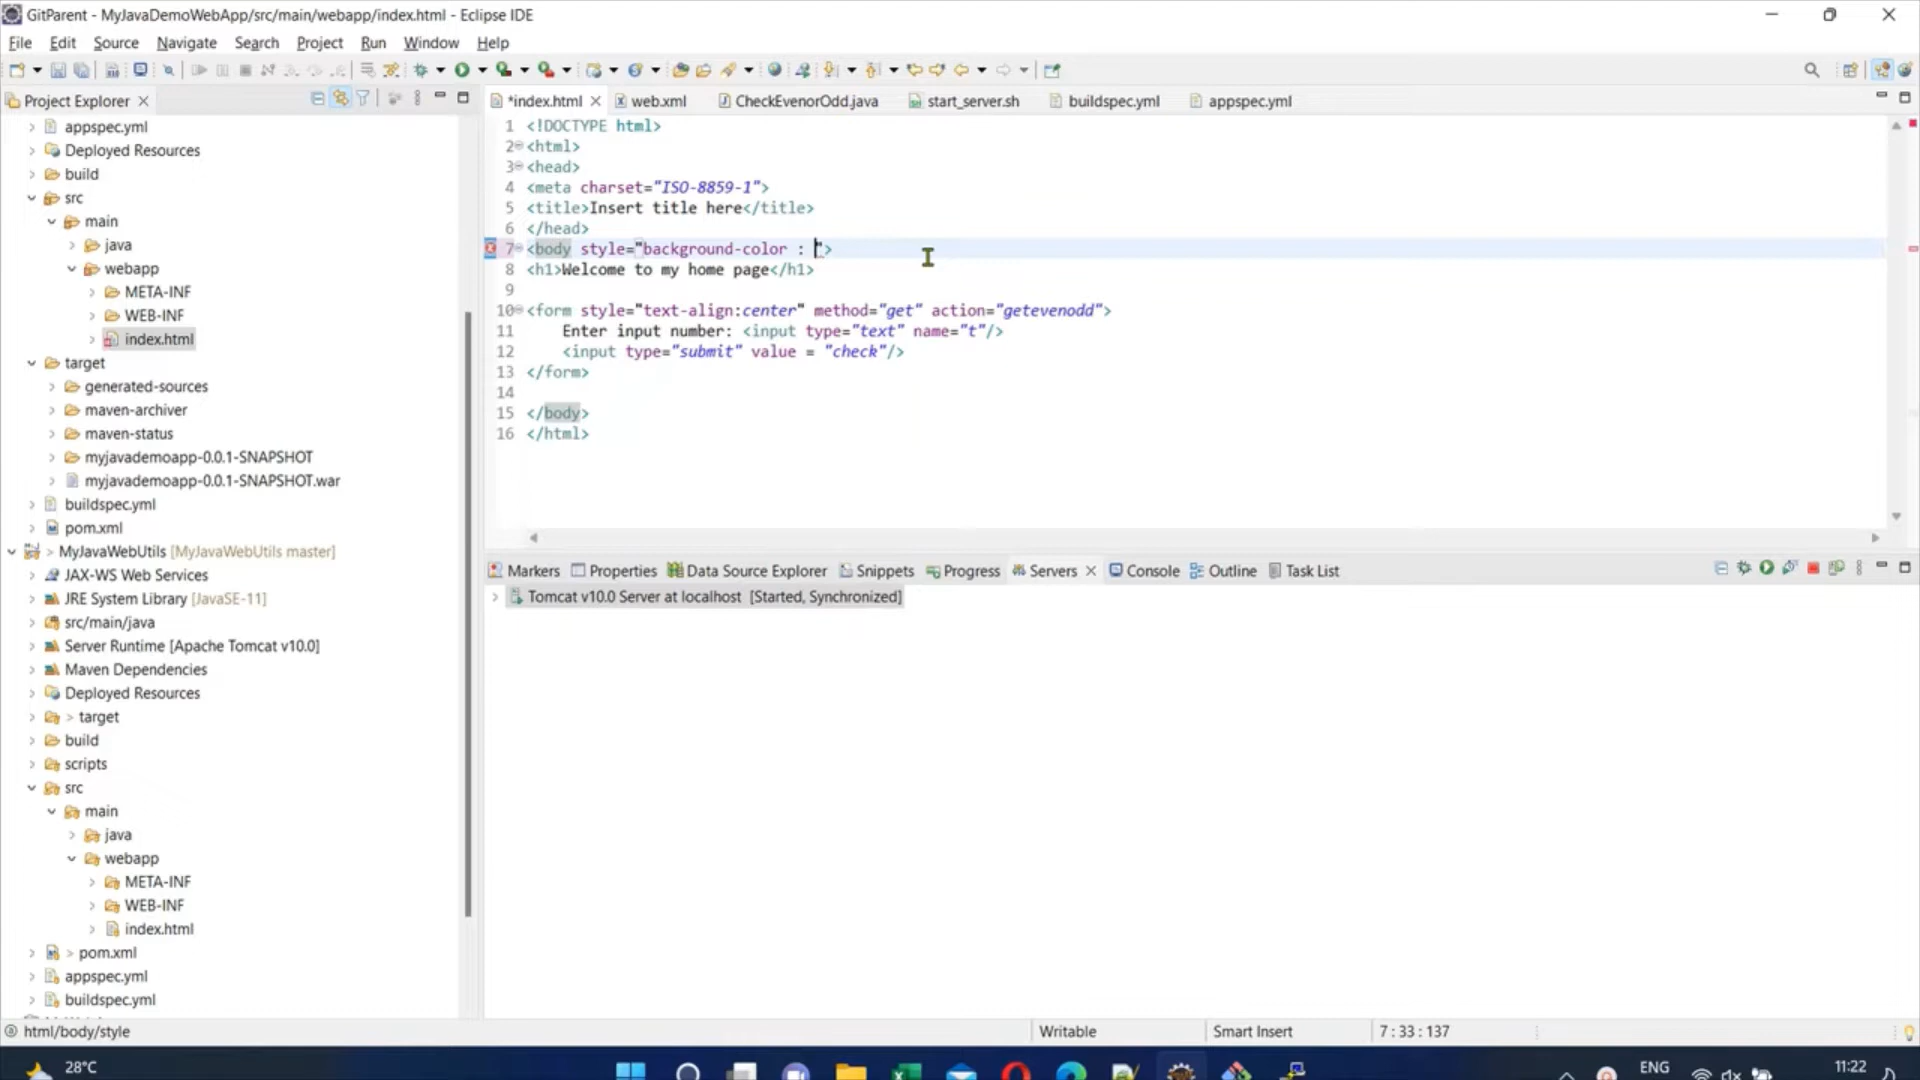 GitParent - MyJavaDemoWebApp/src/main/webapp/index.html - Eclipse IDE
File Edit Source Navigate Search Project Run Window Help
Project Explorer
appspec.yml
Deployed Resources
build
src
main
java
webapp
META-INF
WEB-INF
index.html
target
generated-sources
maven-archiver
maven-status
myjavademoapp-0.0.1-SNAPSHOT
myjavademoapp-0.0.1-SNAPSHOT.war
buildspec.yml
pom.xml
> MyJavaWebUtils [MyJavaWebUtils master]
JAX-WS Web Services
JRE System Library [JavaSE-11]
src/main/java
Server Runtime [Apache Tomcat v10.0]
Maven Dependencies
Deployed Resources
> target
build
scripts
src
main
java
webapp
META-INF
WEB-INF
index.html
> pom.xml
appspec.yml
buildspec.yml
*index.html web.xml CheckEvenorOdd.java start_server.sh buildspec.yml appspec.yml
1 <!DOCTYPE html>
2 <html>
3 <head>
4 <meta charset="ISO-8859-1">
5 <title>Insert title here</title>
6 </head>
7 <body style="background-color : ">
8 <h1>Welcome to my home page</h1>
9
10 <form style="text-align:center" method="get" action="getevenodd">
11 Enter input number: <input type="text" name="t"/>
12 <input type="submit" value = "check"/>
13 </form>
14
15 </body>
16 </html>
Markers Properties Data Source Explorer Snippets Progress Servers Console Outline Task List
Tomcat v10.0 Server at localhost [Started, Synchronized]
html/body/style Writable Smart Insert 7 : 33 : 137
28°C ENG 11:22